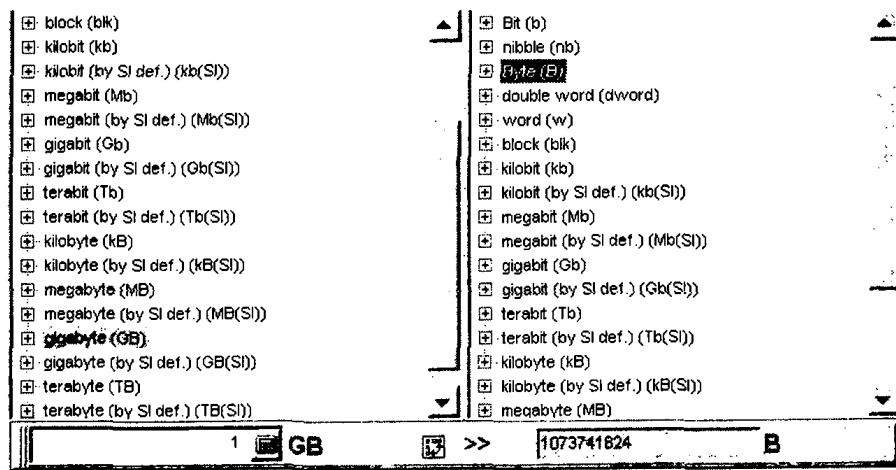 block (blk)
kilobit (kb)
kilobit (by SI def.) (kb(SI))
megabit (Mb)
megabit (by SI def.) (Mb(SI))
gigabit (Gb)
gigabit (by SI def.) (Gb(SI))
terabit (Tb)
terabit (by SI def.) (Tb(SI))
kilobyte (kB)
kilobyte (by SI def.) (kB(SI))
megabyte (MB)
megabyte (by SI def.) (MB(SI))
gigabyte (GB)
gigabyte (by SI def.) (GB(SI))
terabyte (TB)
terabyte (by SI def.) (TB(SI))
Bit (b)
nibble (nb)
Byte (B)
double word (dword)
word (w)
block (blk)
kilobit (kb)
kilobit (by SI def.) (kb(SI))
megabit (Mb)
megabit (by SI def.) (Mb(SI))
gigabit (Gb)
gigabit (by SI def.) (Gb(SI))
terabit (Tb)
terabit (by SI def.) (Tb(SI))
kilobyte (kB)
kilobyte (by SI def.) (kB(SI))
megabyte (MB)
1 GB >> 1073741824 B